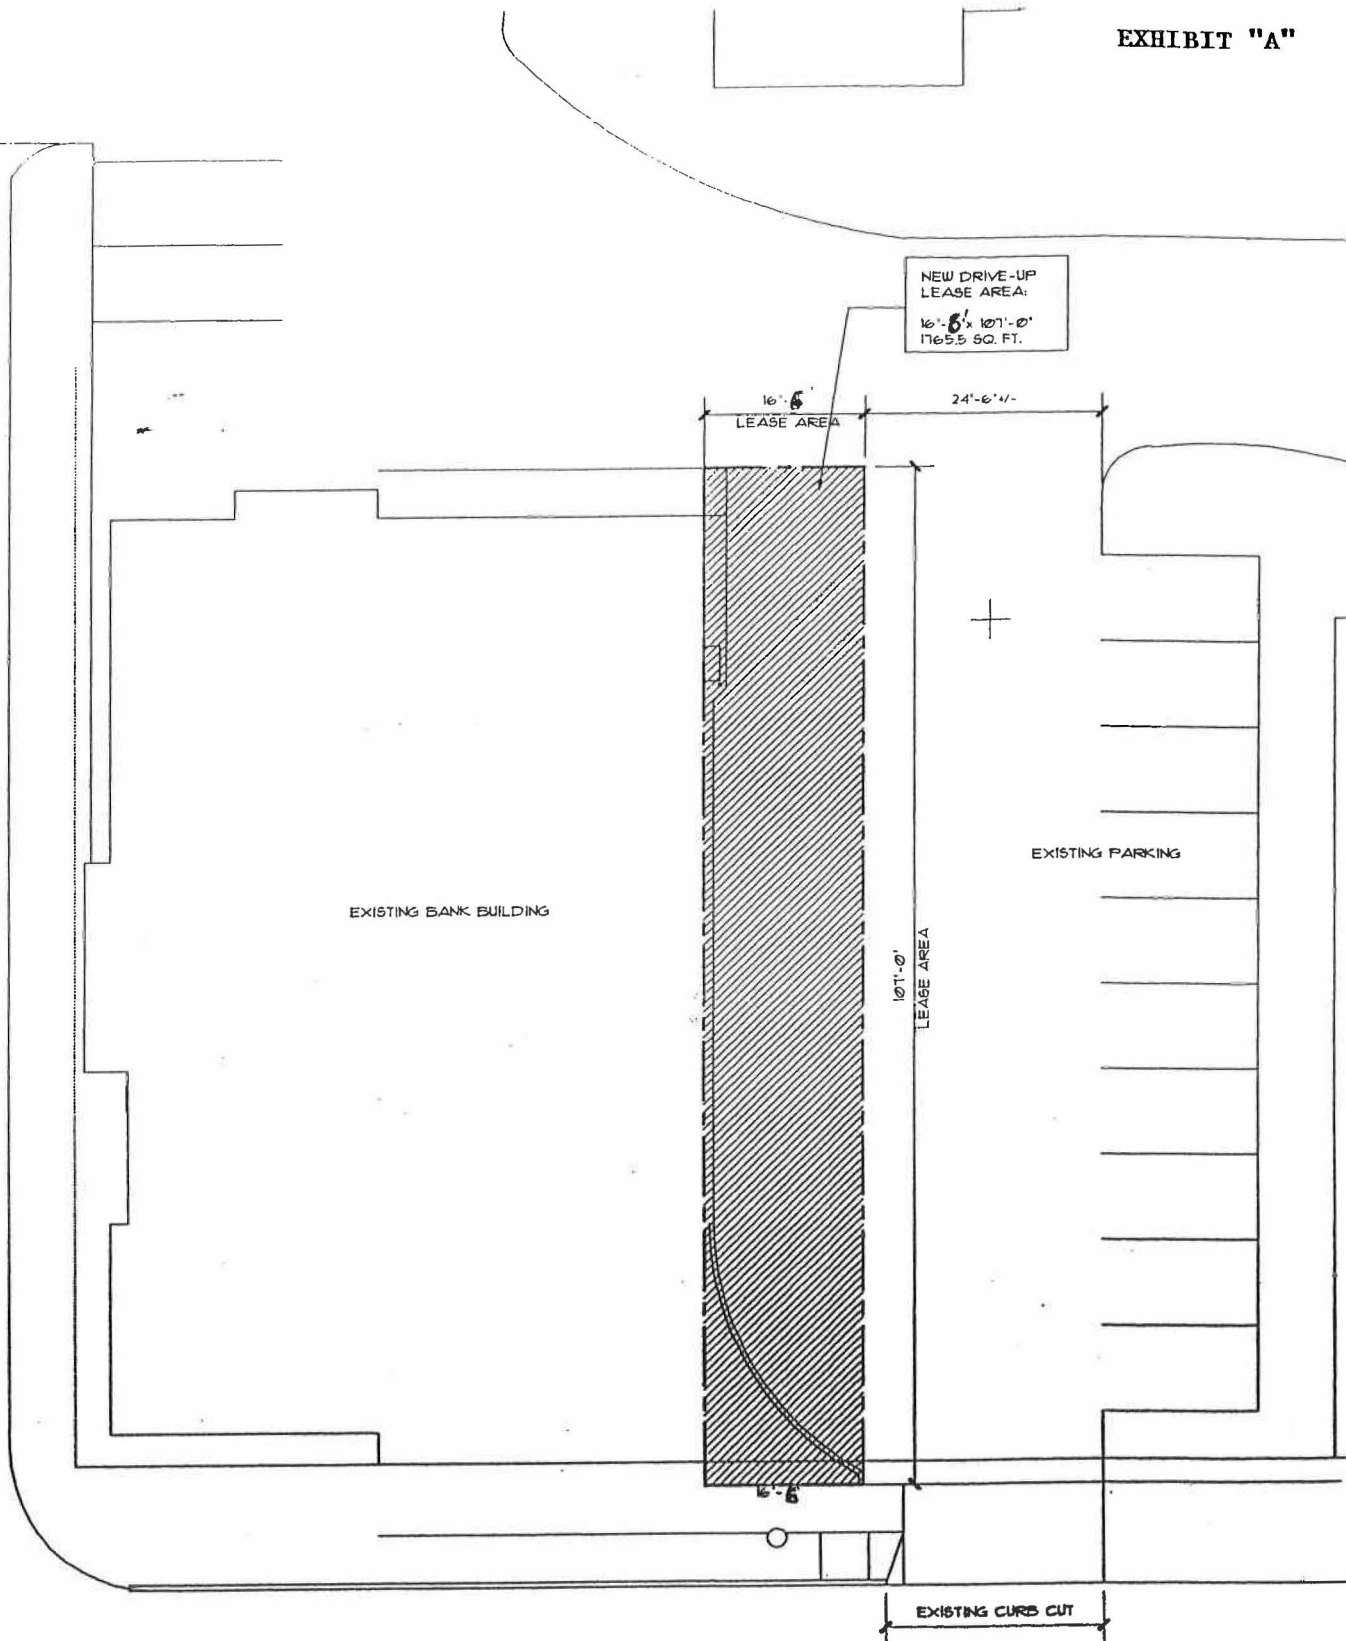 EXHIBIT "A"
NEW DRIVE-UP
LEASE AREA:
16'-6" x 107'-0"
1765.5 SQ. FT.
16'-6"
LEASE AREA
24'-6"+/-
EXISTING PARKING
EXISTING BANK BUILDING
107'-0"
LEASE AREA
16'-6"
EXISTING CURB CUT